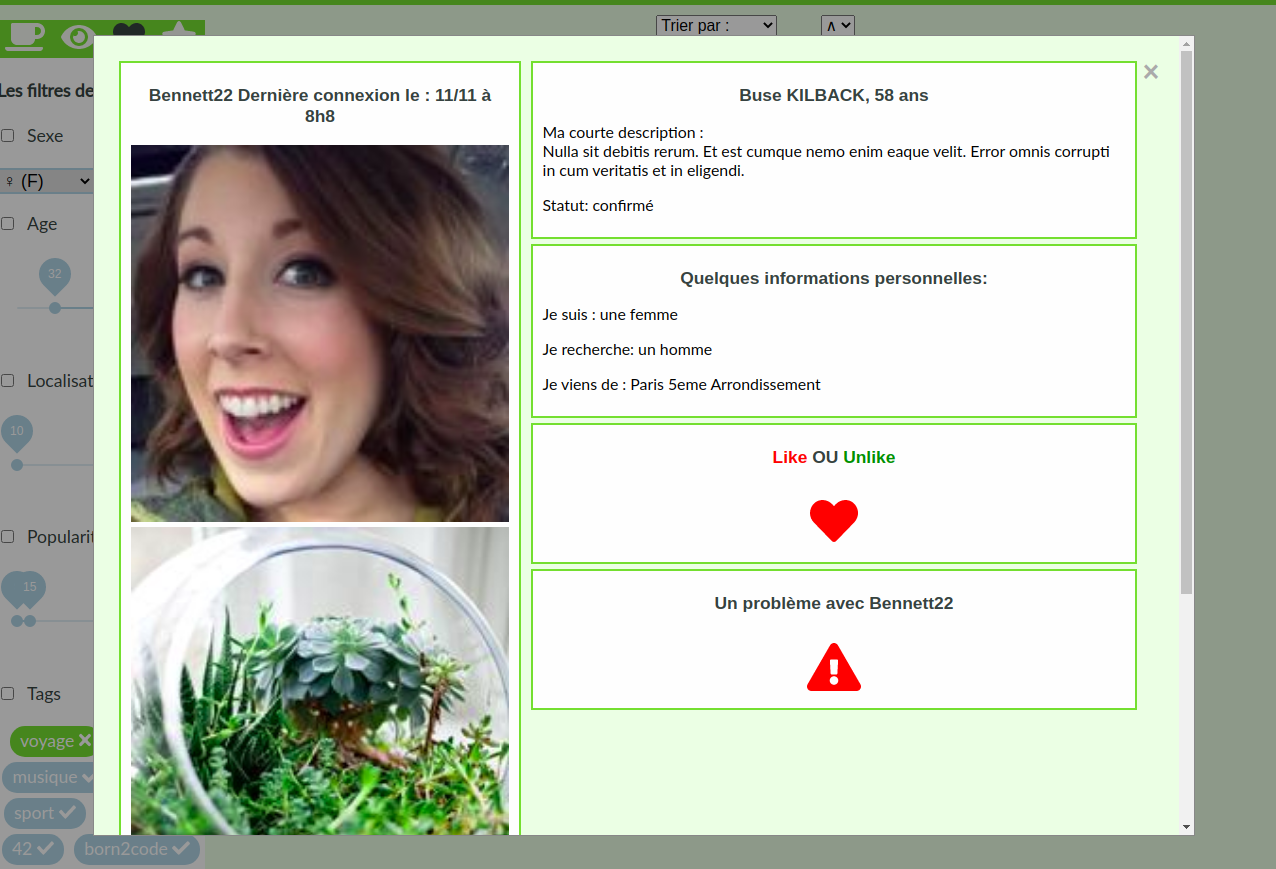 Trier par :
∧
Les filtres de
Sexe
♀ (F)
Age
32
Localisat
10
Popularit
15
Tags
voyage
musique
sport
42
born2code
Bennett22 Dernière connexion le : 11/11 à
8h8
Buse KILBACK, 58 ans
Ma courte description :
Nulla sit debitis rerum. Et est cumque nemo enim eaque velit. Error omnis corrupti
in cum veritatis et in eligendi.
Statut: confirmé
Quelques informations personnelles:
Je suis : une femme
Je recherche: un homme
Je viens de : Paris 5eme Arrondissement
Like OU Unlike
Un problème avec Bennett22